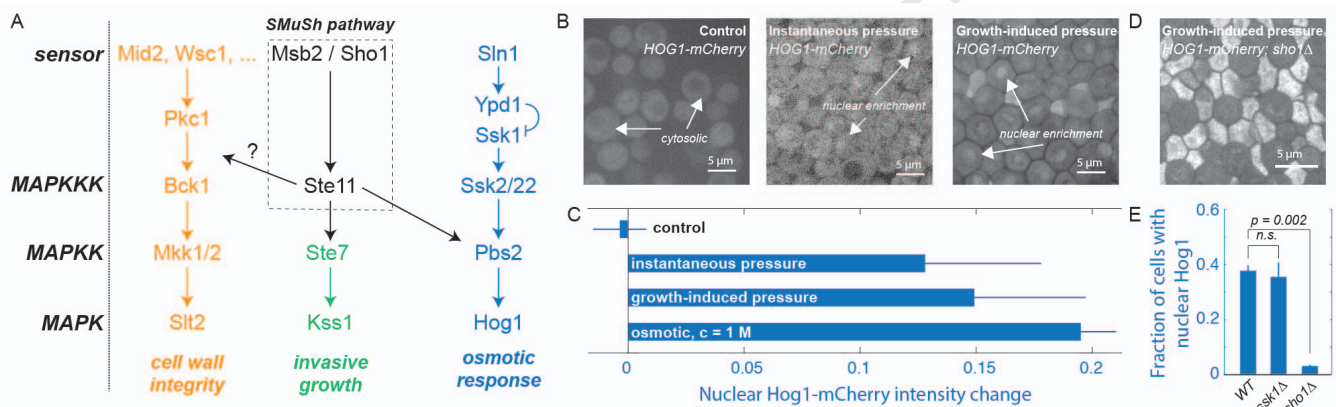 A
SMuSh pathway
sensor
Mid2, Wsc1, ...
Msb2 / Sho1
Sln1
Pkc1
Ypd1
Ssk1
?
MAPKKK
Bck1
Ste11
Ssk2/22
MAPKK
Mkk1/2
Ste7
Pbs2
MAPK
Slt2
Kss1
Hog1
cell wall
integrity
invasive
growth
osmotic
response
B
Control
HOG1-mCherry
cytosolic
5 µm
Instantaneous pressure
HOG1-mCherry
nuclear enrichment
5 µm
Growth-induced pressure
HOG1-mCherry
nuclear enrichment
5 µm
C
control
instantaneous pressure
growth-induced pressure
osmotic, c = 1 M
0
0.05
0.1
0.15
0.2
Nuclear Hog1-mCherry intensity change
D
Growth-induced pressure
HOG1-mCherry; sho1Δ
5 µm
E
Fraction of cells with
nuclear Hog1
0.8
0.4
0
p = 0.002
n.s.
WT
ssk1Δ
sho1Δ